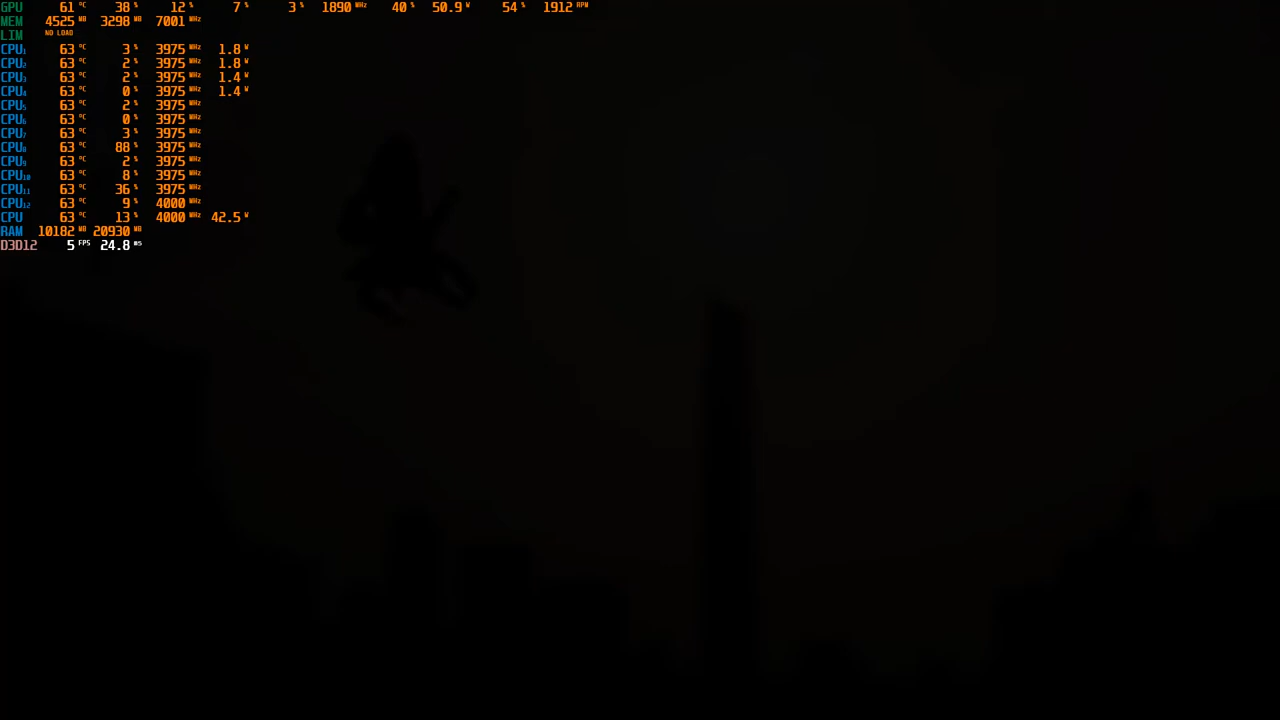 GPU 61 °C 38 % 12 % 7 % 3 % 1890 MHz 40 % 50.9 W 54 % 1912 RPM
MEM 4525 MB 3298 MB 7001 MHz
LIM NO LOAD
CPU1 63 °C 3 % 3975 MHz 1.8 W
CPU2 63 °C 2 % 3975 MHz 1.8 W
CPU3 63 °C 2 % 3975 MHz 1.4 W
CPU4 63 °C 0 % 3975 MHz 1.4 W
CPU5 63 °C 2 % 3975 MHz
CPU6 63 °C 0 % 3975 MHz
CPU7 63 °C 3 % 3975 MHz
CPU8 63 °C 88 % 3975 MHz
CPU9 63 °C 2 % 3975 MHz
CPU10 63 °C 8 % 3975 MHz
CPU11 63 °C 36 % 3975 MHz
CPU12 63 °C 9 % 4000 MHz
CPU 63 °C 13 % 4000 MHz 42.5 W
RAM 10182 MB 20930 MB
D3D12 5 FPS 24.8 ms